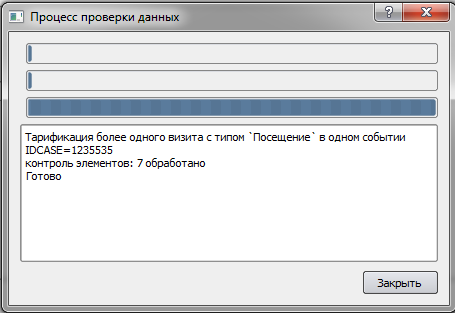 Процесс проверки данных
Тарификация более одного визита с типом `Посещение` в одном событии
IDCASE=1235535
контроль элементов: 7 обработано
Готово
Закрыть